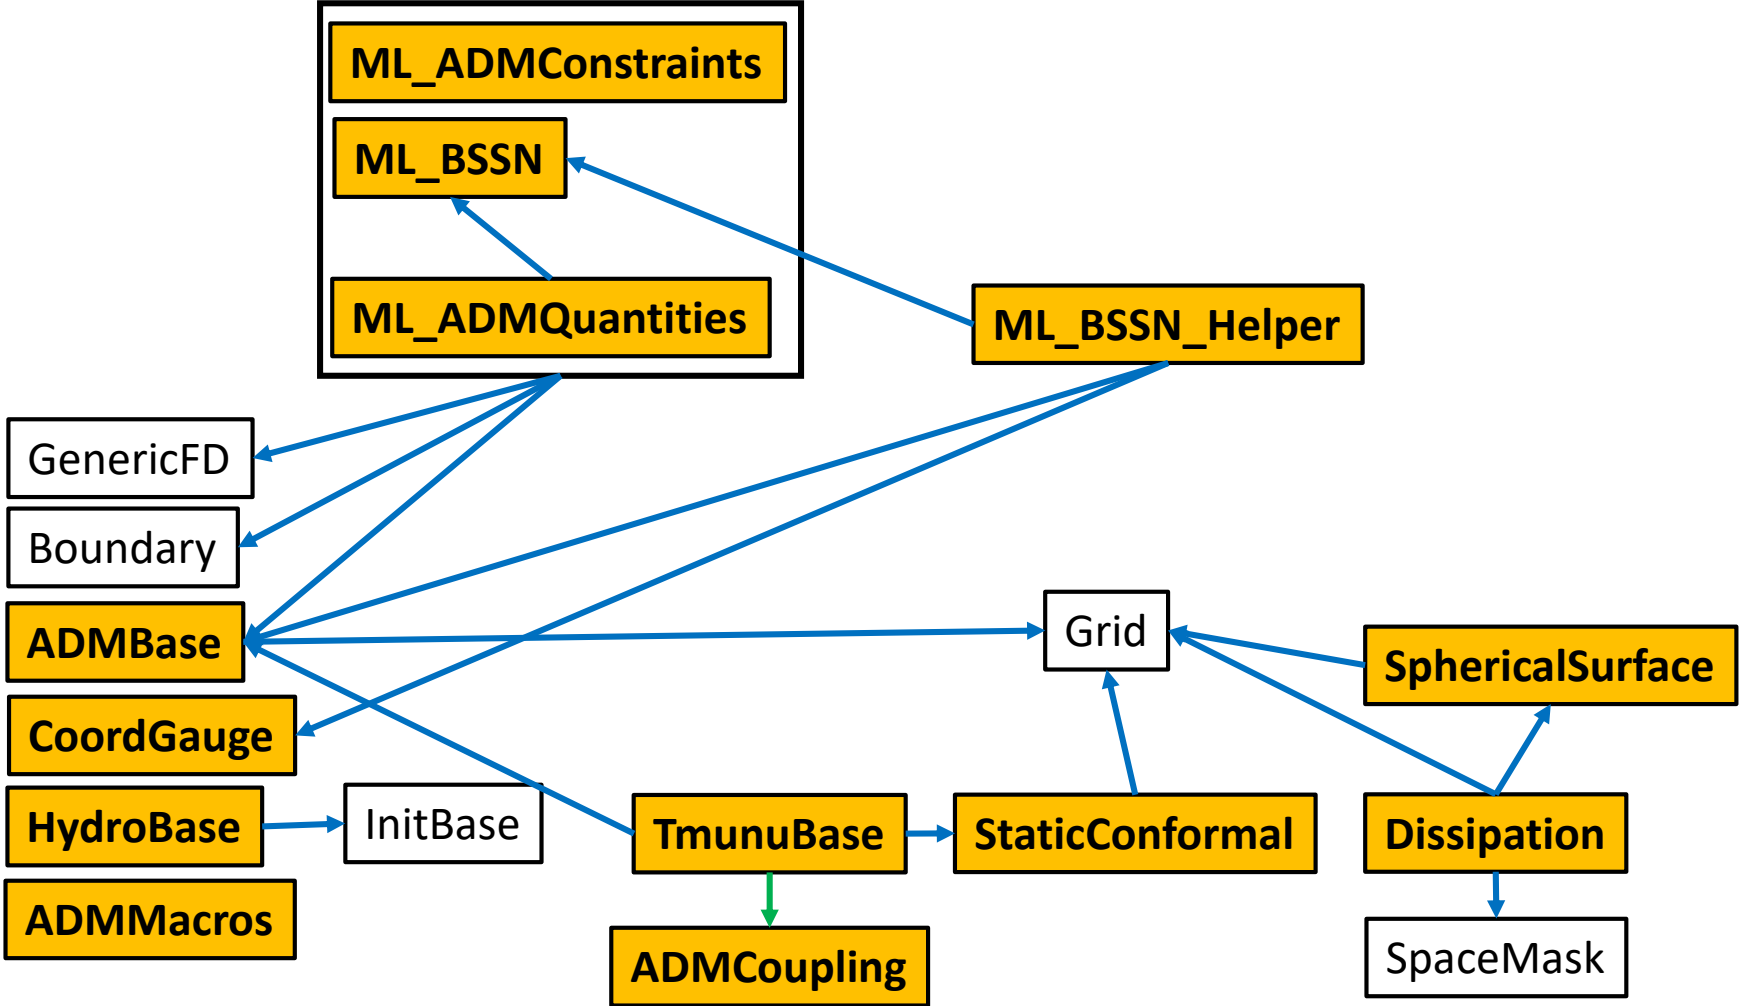 ML_ADMConstraints
ML_BSSN
ML_ADMQuantities
ML_BSSN_Helper
GenericFD
Boundary
ADMBase
Grid
SphericalSurface
CoordGauge
HydroBase
InitBase
TmunuBase
StaticConformal
Dissipation
ADMMacros
ADMCoupling
SpaceMask